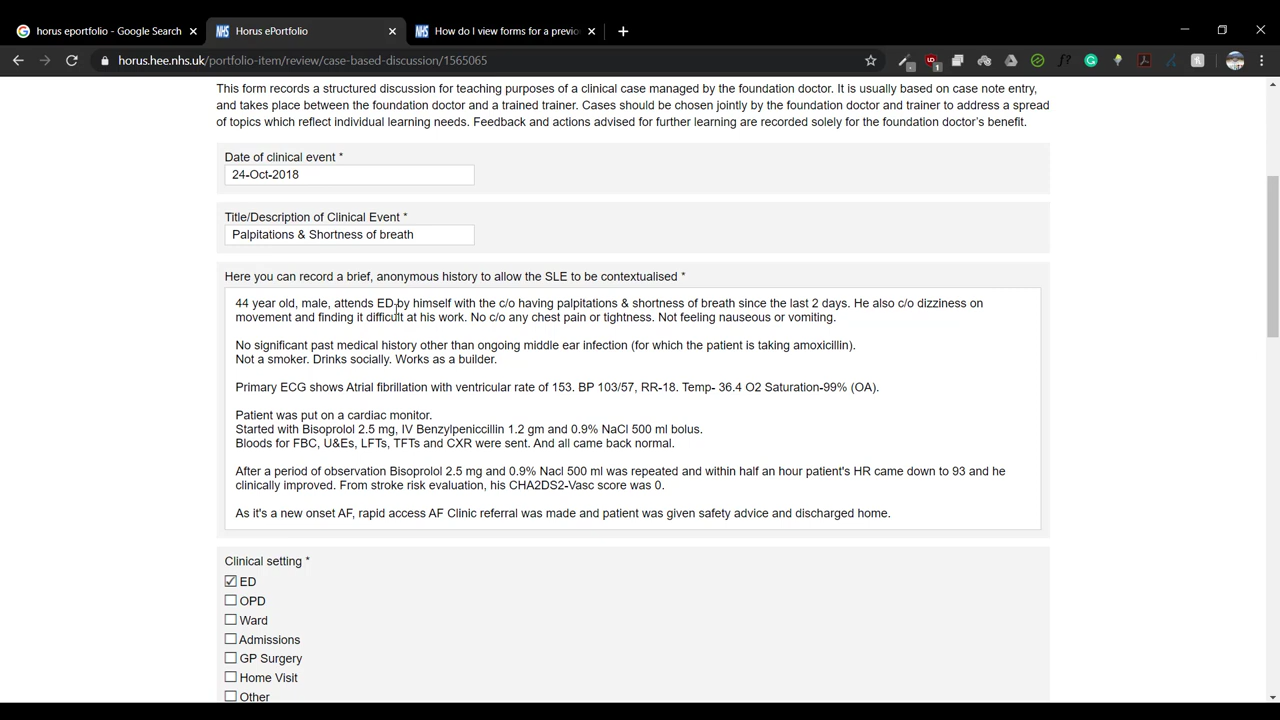 horus eportfolio - Google Search
NHS Horus ePortfolio
NHS How do I view forms for a previo
horus.hee.nhs.uk/portfolio-item/review/case-based-discussion/1565065
This form records a structured discussion for teaching purposes of a clinical case managed by the foundation doctor. It is usually based on case note entry,
and takes place between the foundation doctor and a trained trainer. Cases should be chosen jointly by the foundation doctor and trainer to address a spread
of topics which reflect individual learning needs. Feedback and actions advised for further learning are recorded solely for the foundation doctor's benefit.
Date of clinical event *
24-Oct-2018
Title/Description of Clinical Event *
Palpitations & Shortness of breath
Here you can record a brief, anonymous history to allow the SLE to be contextualised *
44 year old, male, attends ED by himself with the c/o having palpitations & shortness of breath since the last 2 days. He also c/o dizziness on
movement and finding it difficult at his work. No c/o any chest pain or tightness. Not feeling nauseous or vomiting.
No significant past medical history other than ongoing middle ear infection (for which the patient is taking amoxicillin).
Not a smoker. Drinks socially. Works as a builder.
Primary ECG shows Atrial fibrillation with ventricular rate of 153. BP 103/57, RR-18. Temp- 36.4 O2 Saturation-99% (OA).
Patient was put on a cardiac monitor.
Started with Bisoprolol 2.5 mg, IV Benzylpeniccillin 1.2 gm and 0.9% NaCl 500 ml bolus.
Bloods for FBC, U&Es, LFTs, TFTs and CXR were sent. And all came back normal.
After a period of observation Bisoprolol 2.5 mg and 0.9% Nacl 500 ml was repeated and within half an hour patient's HR came down to 93 and he
clinically improved. From stroke risk evaluation, his CHA2DS2-Vasc score was 0.
As it's a new onset AF, rapid access AF Clinic referral was made and patient was given safety advice and discharged home.
Clinical setting *
ED
OPD
Ward
Admissions
GP Surgery
Home Visit
Other